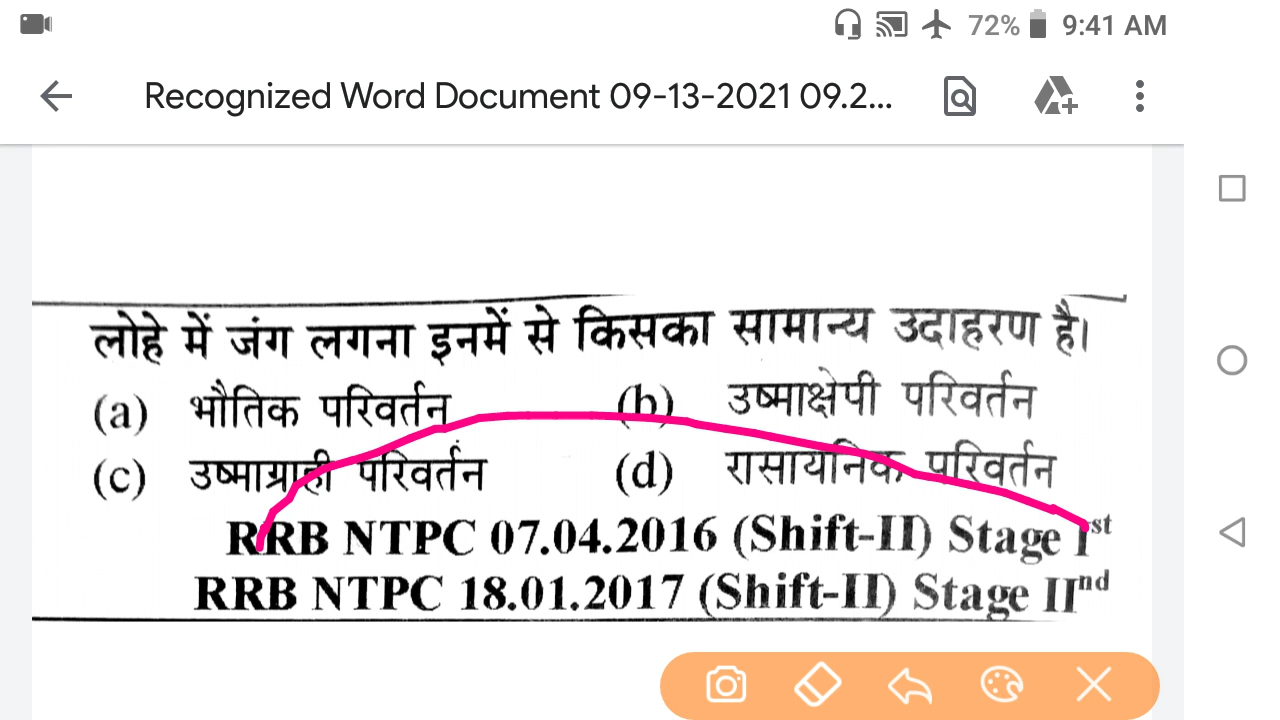 72% 9:41 AM
Recognized Word Document 09-13-2021 09.2...
लोहे में जंग लगना इनमें से किसका सामान्य उदाहरण है।
(a) भौतिक परिवर्तन (b) उष्माक्षेपी परिवर्तन
(c) उष्माग्राही परिवर्तन (d) रासायनिक परिवर्तन
RRB NTPC 07.04.2016 (Shift-II) Stage Ist
RRB NTPC 18.01.2017 (Shift-II) Stage IInd